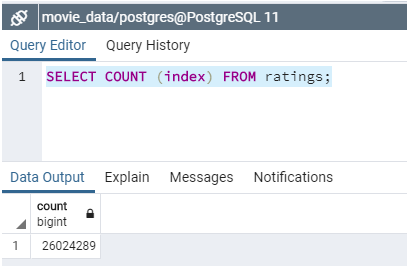 movie_data/postgres@PostgreSQL 11
Query Editor Query History
1 SELECT COUNT (index) FROM ratings;
Data Output Explain Messages Notifications
count
bigint
1 26024289